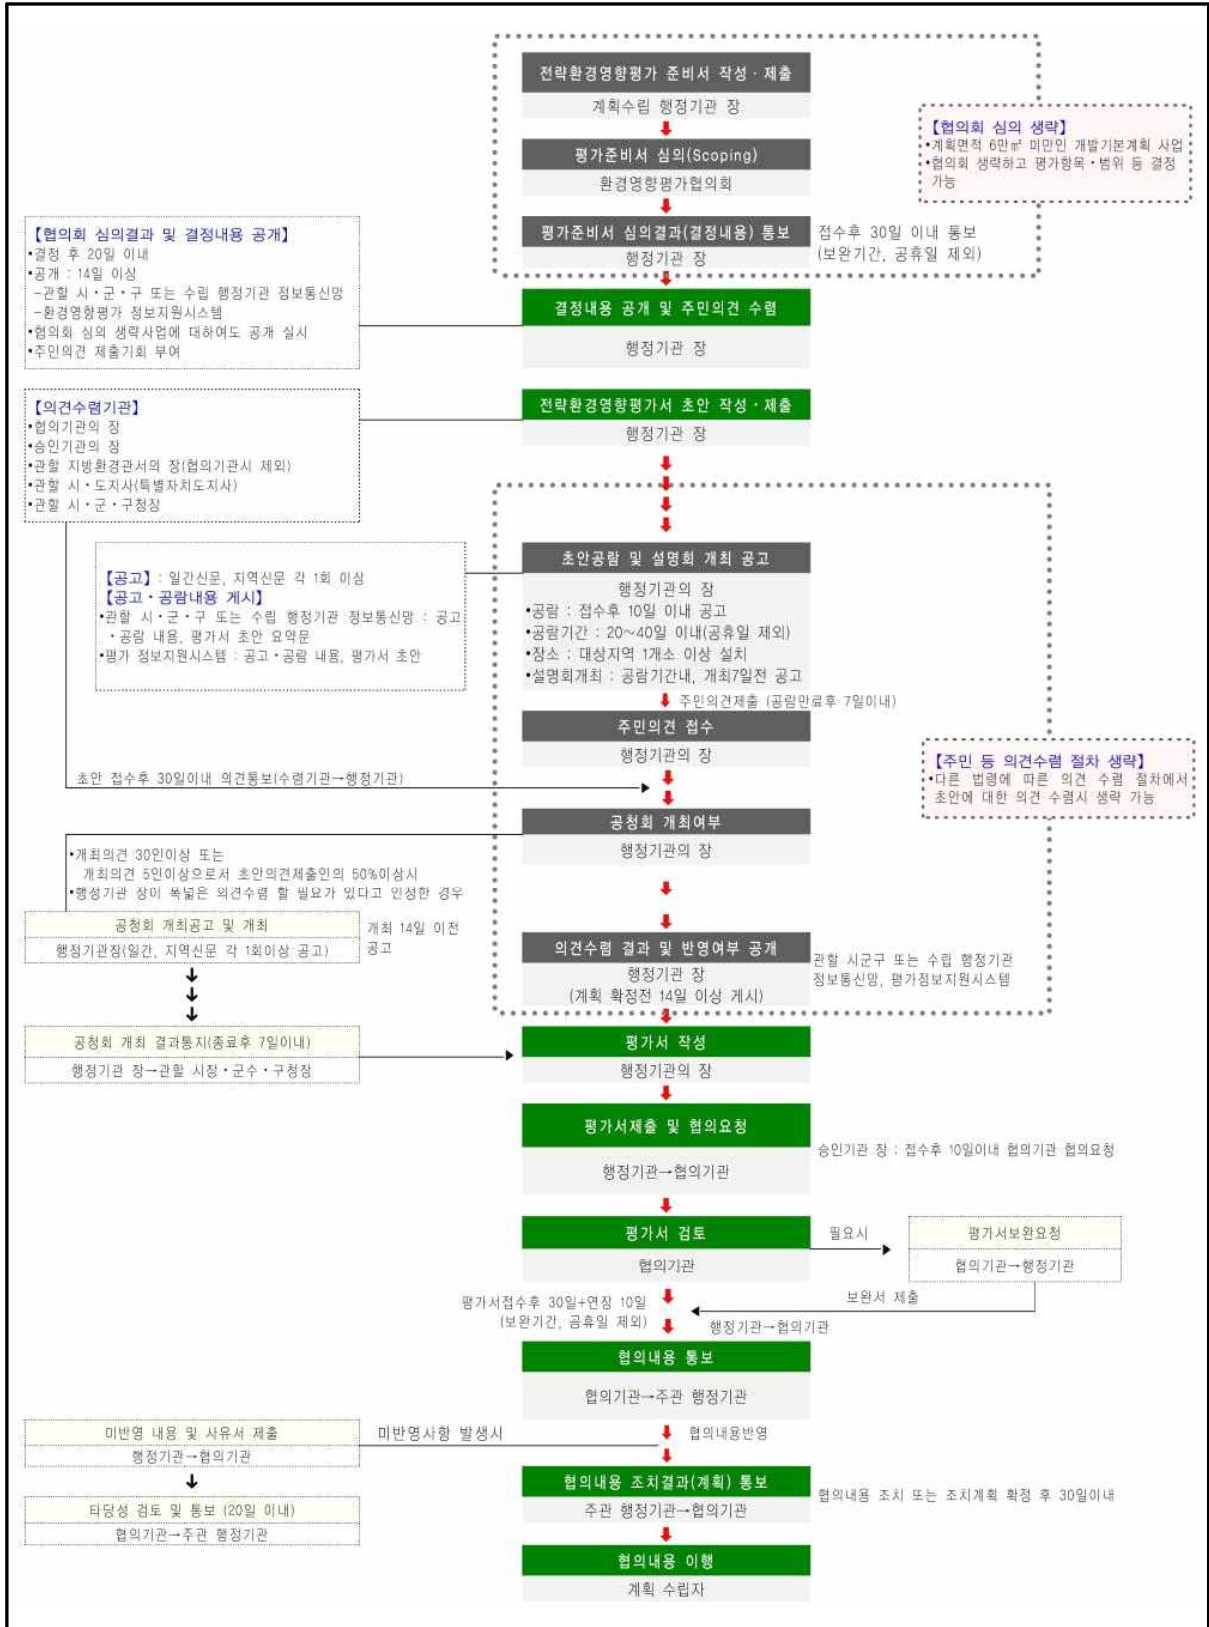 전략환경영향평가 준비서 작성·제출
계획수립 행정기관 장
【협의회 심의 생략】
•계획면적 6만㎡ 미만인 개발기본계획 사업
•협의회 생략하고 평가항목·범위 등 결정
가능
평가준비서 심의(Scoping)
환경영향평가협의회
평가준비서 심의결과(결정내용) 통보
행정기관 장
접수후 30일 이내 통보
(보완기간, 공휴일 제외)
【협의회 심의결과 및 결정내용 공개】
•결정 후 20일 이내
•공개 : 14일 이상
-관할 시·군·구 또는 수립 행정기관 정보통신망
-환경영향평가 정보지원시스템
•협의회 심의 생략사업에 대하여도 공개 실시
•주민의견 제출기회 부여
결정내용 공개 및 주민의견 수렴
행정기관 장
전략환경영향평가서 초안 작성·제출
행정기관 장
【의견수렴기관】
•협의기관의 장
•승인기관의 장
•관할 지방환경관서의 장(협의기관시 제외)
•관할 시·도지사(특별자치도지사)
•관할 시·군·구청장
초안공람 및 설명회 개최 공고
행정기관의 장
•공람 : 접수후 10일 이내 공고
•공람기간 : 20~40일 이내(공휴일 제외)
•장소 : 대상지역 1개소 이상 설치
•설명회개최 : 공람기간내, 개최7일전 공고
【공고】 : 일간신문, 지역신문 각 1회 이상
【공고·공람내용 게시】
•관할 시·군·구 또는 수립 행정기관 정보통신망 : 공고
·공람 내용, 평가서 초안 요약문
•평가 정보지원시스템 : 공고·공람 내용, 평가서 초안
주민의견제출 (공람만료후 7일이내)
주민의견 접수
행정기관의 장
【주민 등 의견수렴 절차 생략】
•다른 법령에 따른 의견 수렴 절차에서
초안에 대한 의견 수렴시 생략 가능
초안 접수후 30일이내 의견통보(수렴기관→행정기관)
공청회 개최여부
행정기관의 장
•개최의견 30인이상 또는
개최의견 5인이상으로서 초안의견제출인의 50%이상시
•행정기관 장이 폭넓은 의견수렴 할 필요가 있다고 인정한 경우
공청회 개최공고 및 개최
행정기관장(일간, 지역신문 각 1회이상 공고)
개최 14일 이전
공고
의견수렴 결과 및 반영여부 공개
행정기관 장
(계획 확정전 14일 이상 게시)
관할 시군구 또는 수립 행정기관
정보통신망, 평가정보지원시스템
공청회 개최 결과통지(종료후 7일이내)
행정기관 장→관할 시장·군수·구청장
평가서 작성
행정기관의 장
평가서제출 및 협의요청
행정기관→협의기관
승인기관 장 : 접수후 10일이내 협의기관 협의요청
평가서 검토
협의기관
필요시
평가서보완요청
협의기관→행정기관
평가서접수후 30일+연장 10일
(보완기간, 공휴일 제외)
보완서 제출
행정기관→협의기관
협의내용 통보
협의기관→주관 행정기관
미반영 내용 및 사유서 제출
행정기관→협의기관
미반영사항 발생시
협의내용반영
협의내용 조치결과(계획) 통보
주관 행정기관→협의기관
협의내용 조치 또는 조치계획 확정 후 30일이내
타당성 검토 및 통보 (20일 이내)
협의기관→주관 행정기관
협의내용 이행
계획 수립자